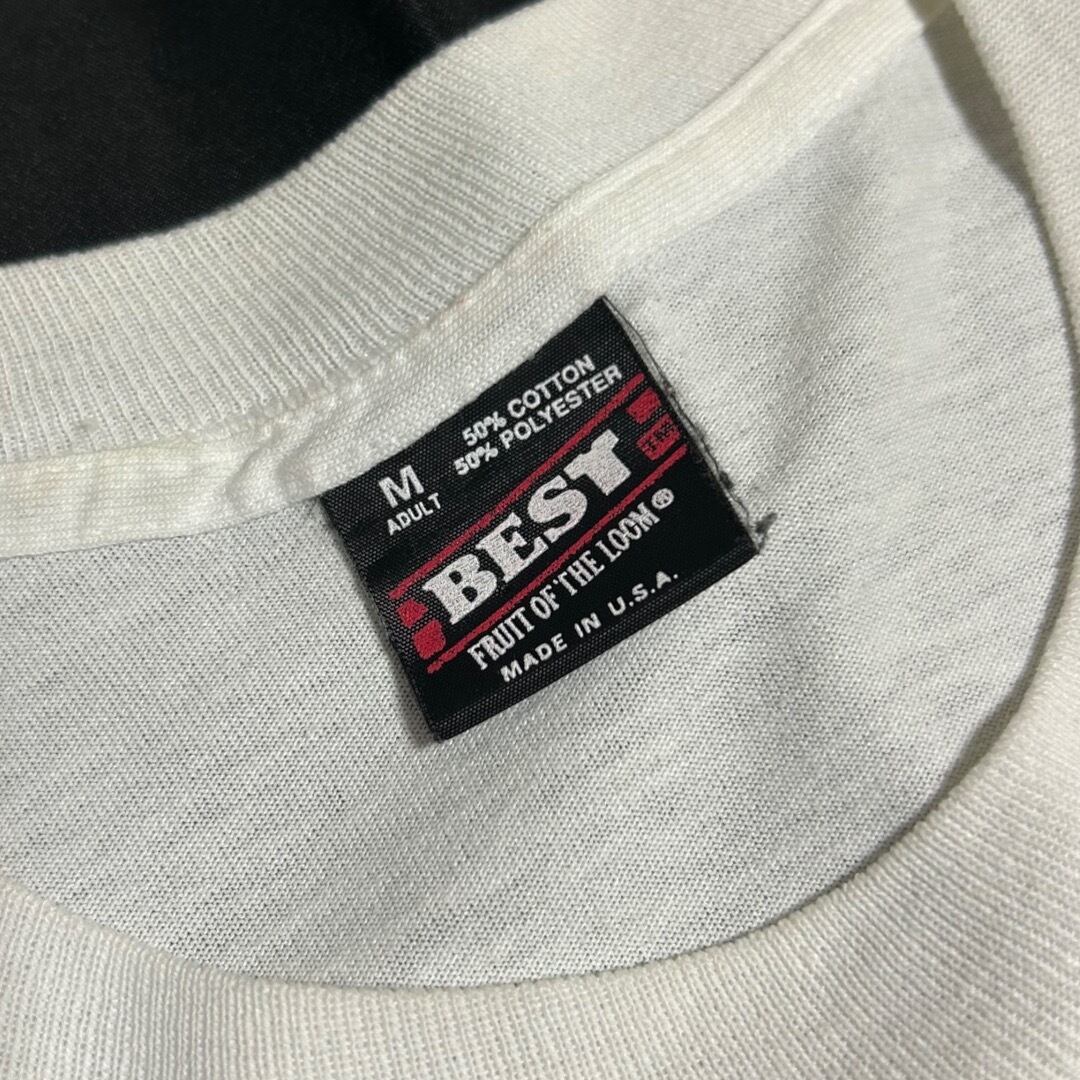 50% COTTON
50% POLYESTER
M
ADULT
BEST
FRUIT OF THE LOOM®
MADE IN U.S.A.